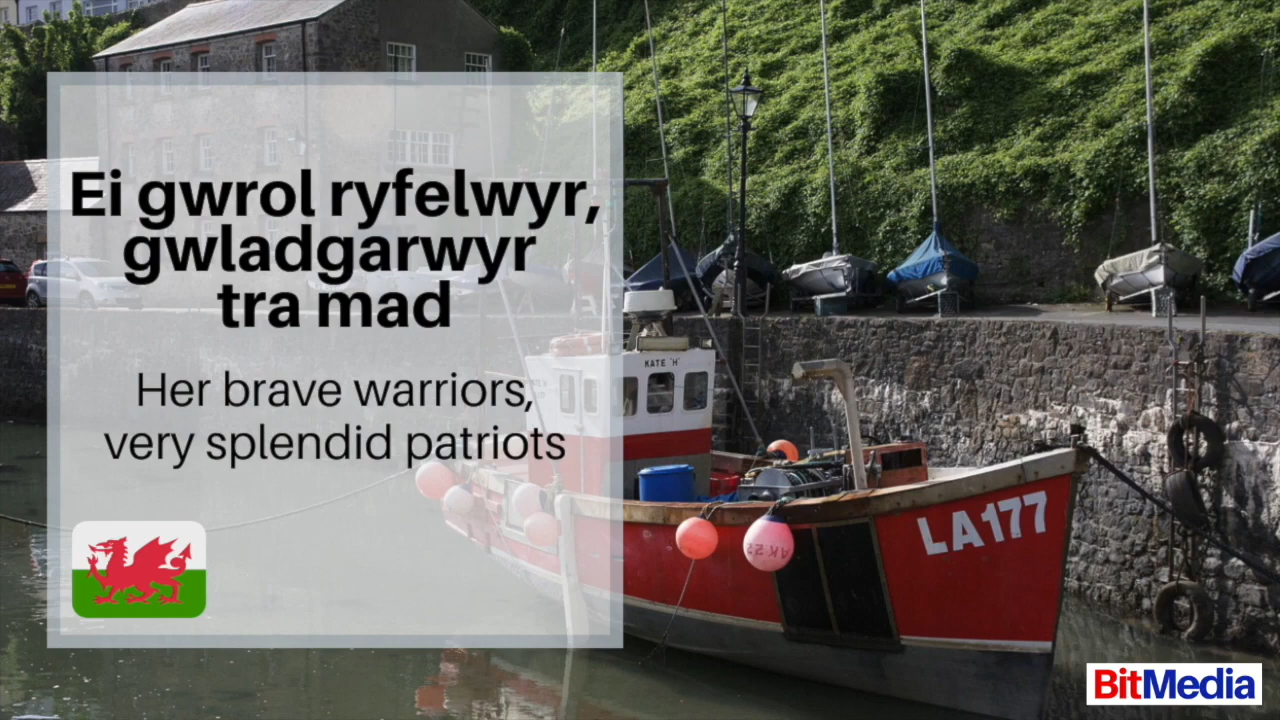 Ei gwrol ryfelwyr,
gwladgarwyr
tra mad
Her brave warriors,
very splendid patriots
KATE 'H'
LA177
BitMedia